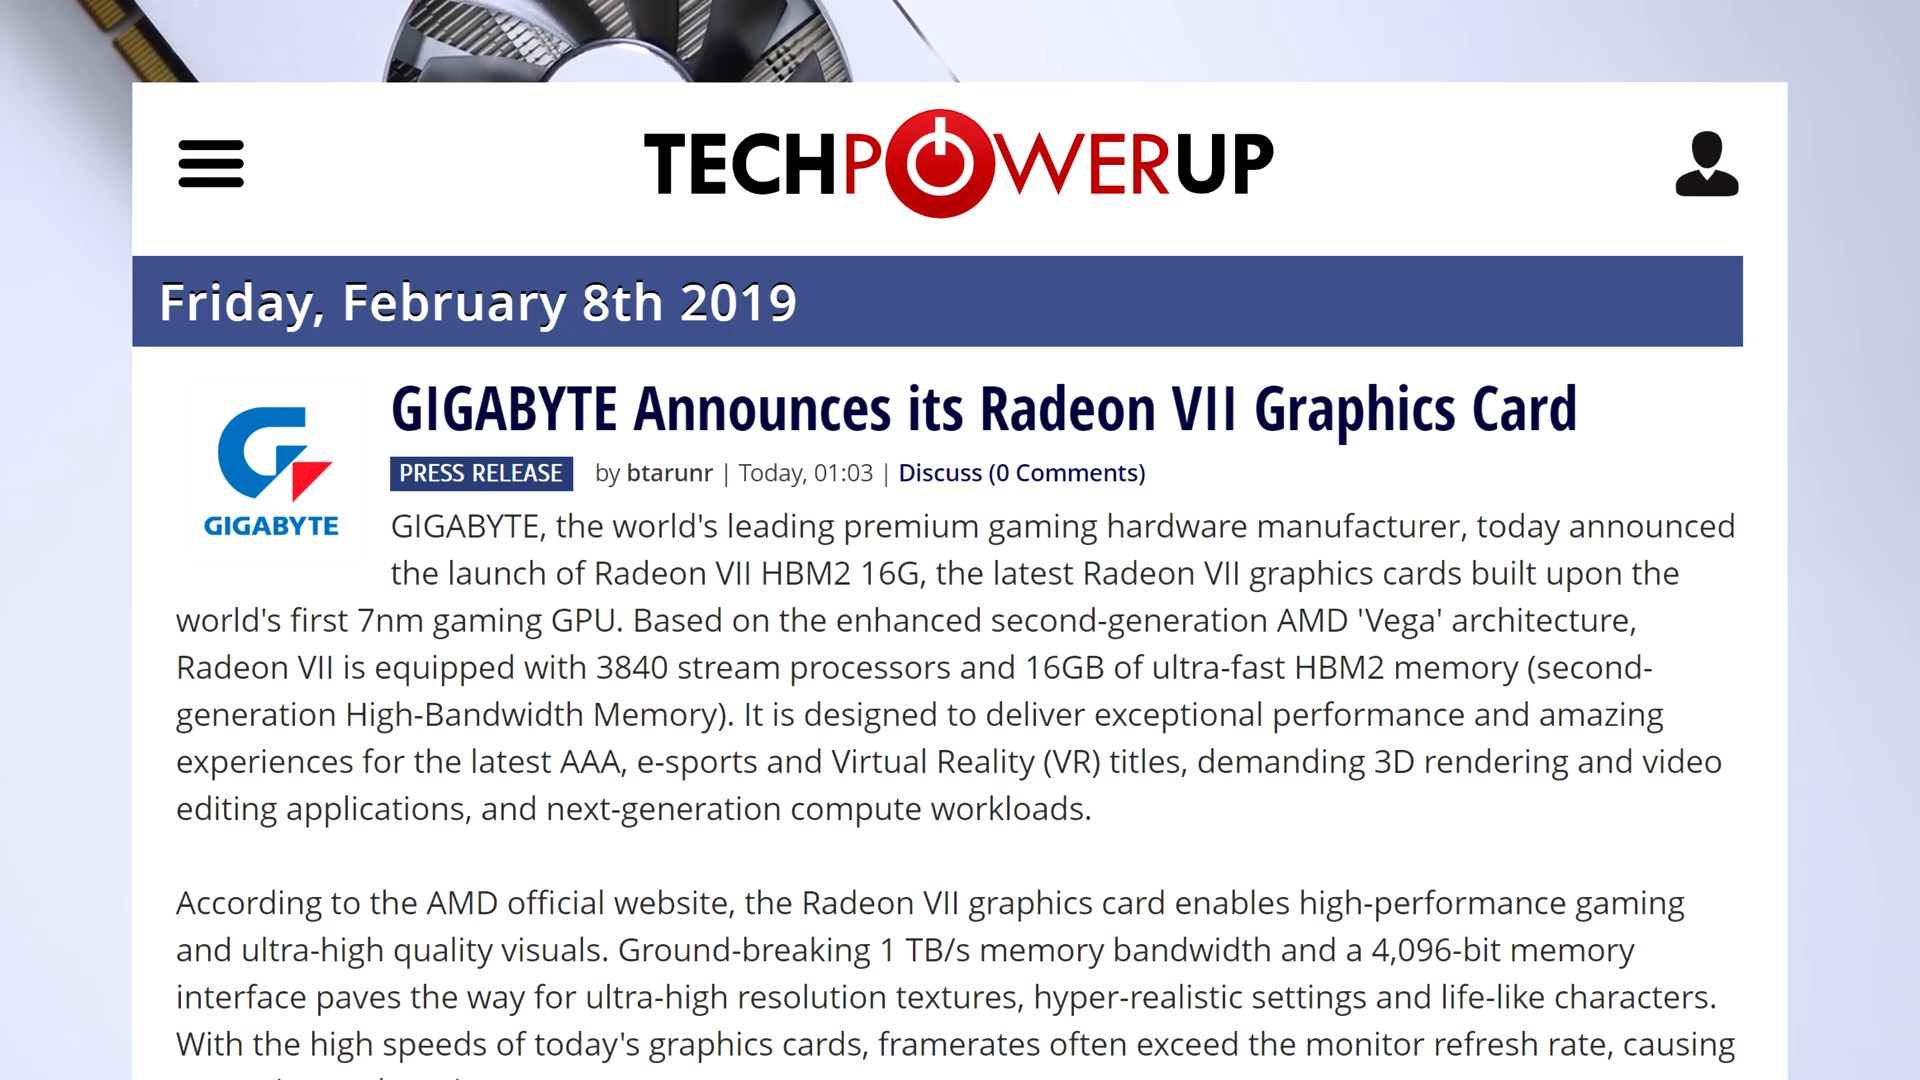 TECHPOWERUP
Friday, February 8th 2019
GIGABYTE
GIGABYTE Announces its Radeon VII Graphics Card
PRESS RELEASE by btarunr | Today, 01:03 | Discuss (0 Comments)
GIGABYTE, the world's leading premium gaming hardware manufacturer, today announced
the launch of Radeon VII HBM2 16G, the latest Radeon VII graphics cards built upon the
world's first 7nm gaming GPU. Based on the enhanced second-generation AMD 'Vega' architecture,
Radeon VII is equipped with 3840 stream processors and 16GB of ultra-fast HBM2 memory (second-
generation High-Bandwidth Memory). It is designed to deliver exceptional performance and amazing
experiences for the latest AAA, e-sports and Virtual Reality (VR) titles, demanding 3D rendering and video
editing applications, and next-generation compute workloads.
According to the AMD official website, the Radeon VII graphics card enables high-performance gaming
and ultra-high quality visuals. Ground-breaking 1 TB/s memory bandwidth and a 4,096-bit memory
interface paves the way for ultra-high resolution textures, hyper-realistic settings and life-like characters.
With the high speeds of today's graphics cards, framerates often exceed the monitor refresh rate, causing